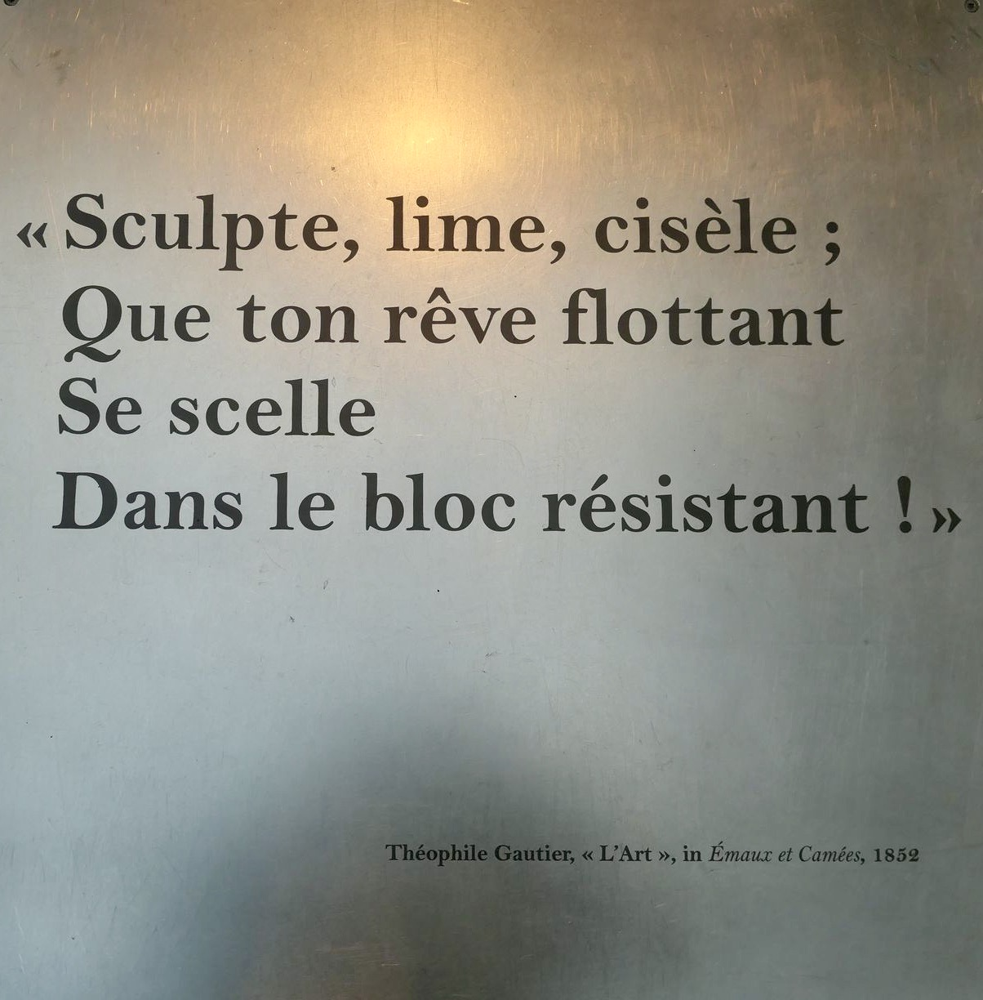 « Sculpte, lime, cisèle ;
Que ton rêve flottant
Se scelle
Dans le bloc résistant ! »
Théophile Gautier, « L’Art », in Émaux et Camées, 1852